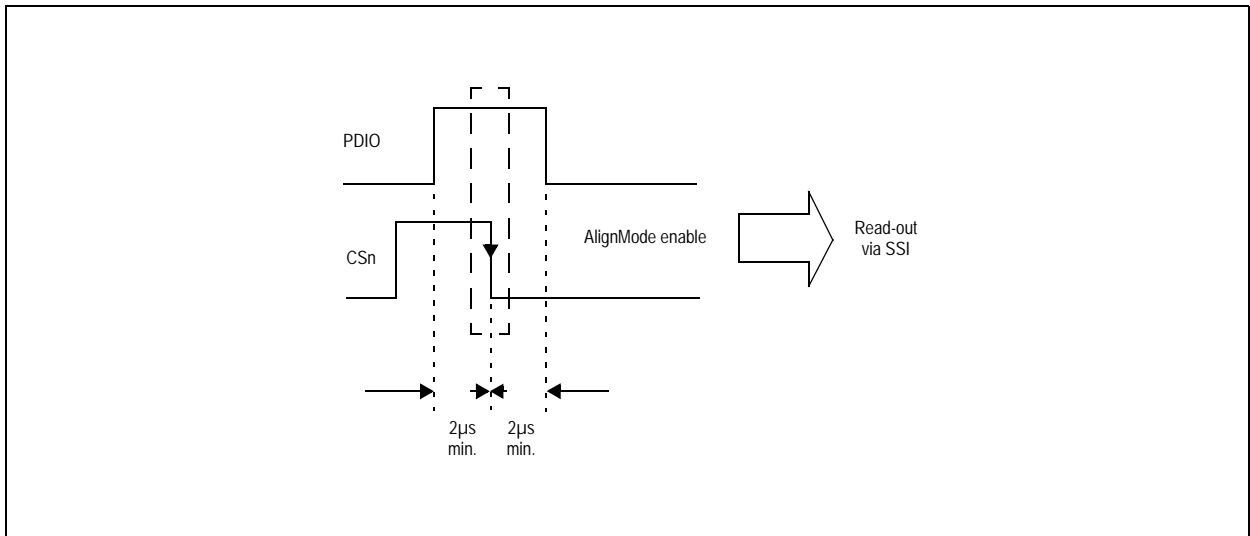 PDIO
CSn
AlignMode enable
Read-out
via SSI
2µs
min.
2µs
min.